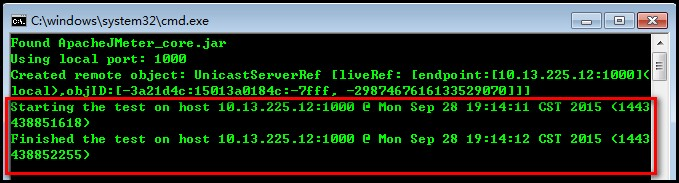 C:\windows\system32\cmd.exe
Found ApacheJMeter_core.jar
Using local port: 1000
Created remote object: UnicastServerRef [liveRef: [endpoint:[10.13.225.12:1000](
local),objID:[-3a21d4c:15013a0184c:-7fff, -2987467616133529070]]]
Starting the test on host 10.13.225.12:1000 @ Mon Sep 28 19:14:11 CST 2015 (1443
438851618)
Finished the test on host 10.13.225.12:1000 @ Mon Sep 28 19:14:12 CST 2015 (1443
438852255)